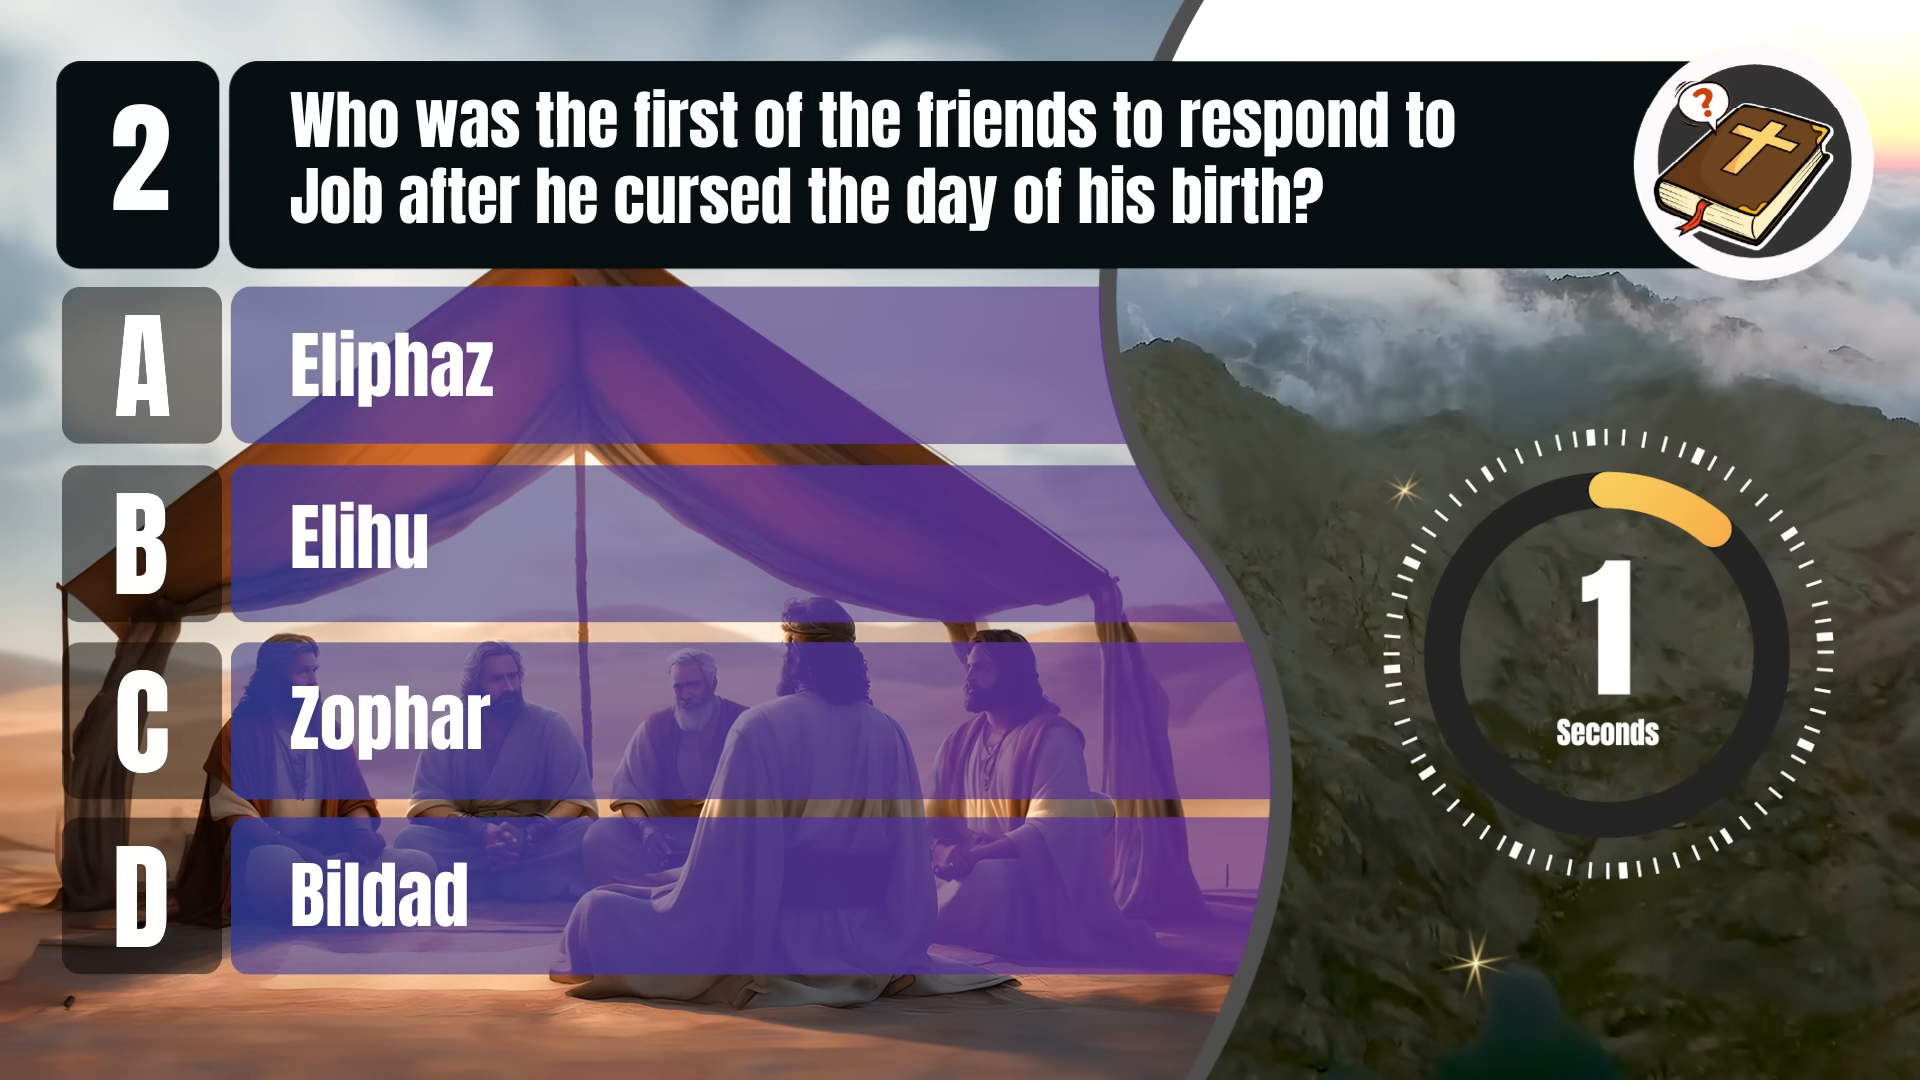 2
Who was the first of the friends to respond to
Job after he cursed the day of his birth?
?
A
Eliphaz
B
Elihu
C
Zophar
D
Bildad
1
Seconds